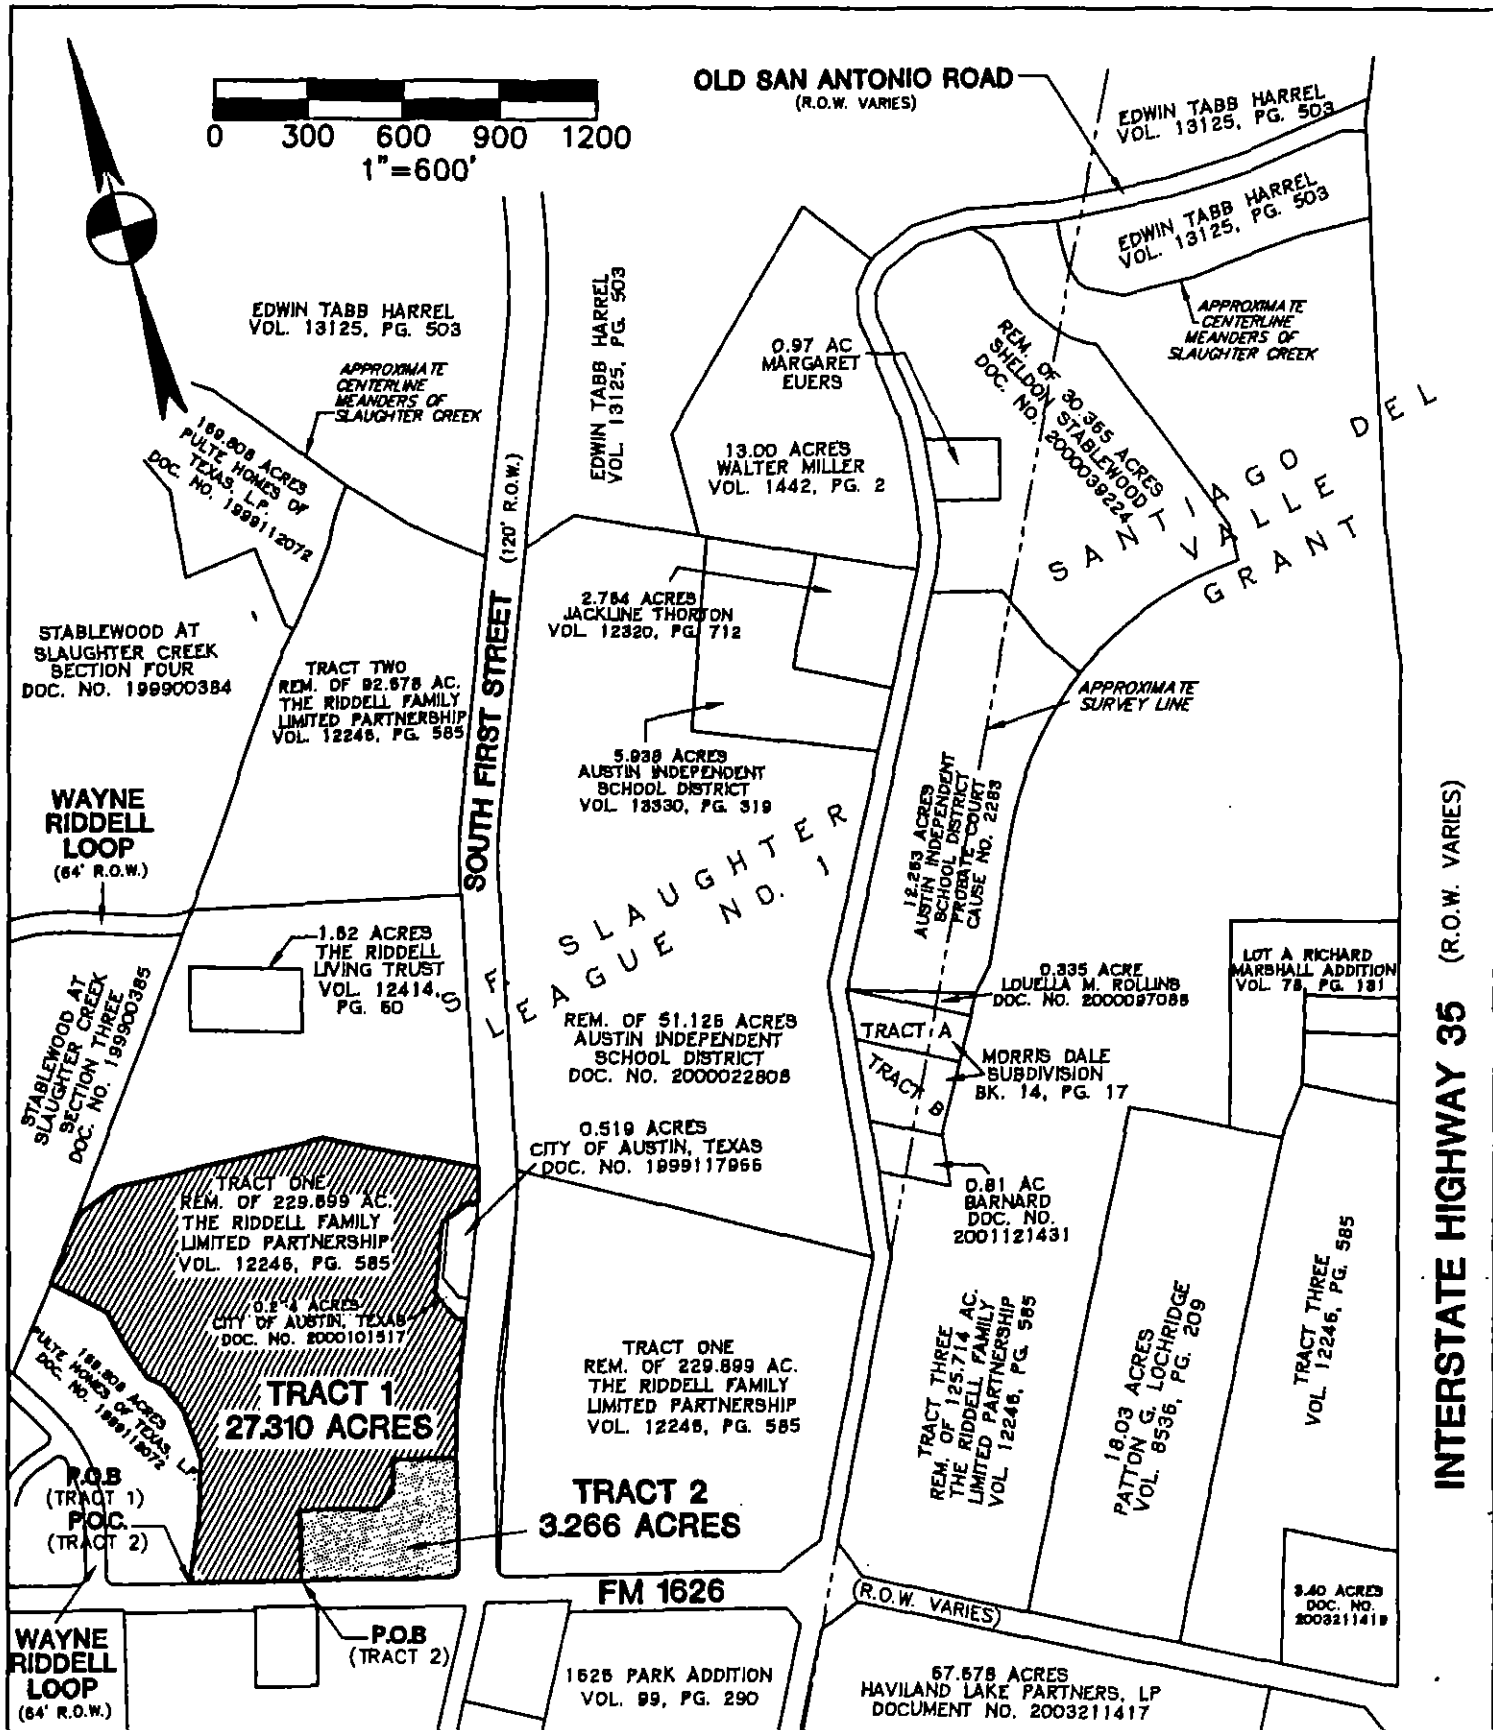 OLD SAN ANTONIO ROAD
(R.O.W. VARIES)
0 300 600 900 1200
1"=600'
EDWIN TABB HARREL
VOL. 13125, PG. 503
EDWIN TABB HARREL
VOL. 13125, PG. 503
APPROXIMATE
CENTERLINE
MEANDERS OF
SLAUGHTER CREEK
EDWIN TABB HARREL
VOL. 13125, PG. 503
APPROXIMATE
CENTERLINE
MEANDERS OF
SLAUGHTER CREEK
EDWIN TABB HARREL
VOL. 13125, PG. 503
0.97 AC
MARGARET
EUERS
REM. OF 30.365 ACRES
SHELDON STABLEWOOD
DOC. NO. 2000039224
169.808 ACRES
PULTE HOMES OF
TEXAS, L.P.
DOC. NO. 1999112072
13.00 ACRES
WALTER MILLER
VOL. 1442, PG. 2
SANTIAGO DEL
VALLE
GRANT
SOUTH FIRST STREET (120' R.O.W.)
2.764 ACRES
JACKLINE THORTON
VOL. 12320, PG. 712
STABLEWOOD AT
SLAUGHTER CREEK
SECTION FOUR
DOC. NO. 199900384
TRACT TWO
REM. OF 92.678 AC.
THE RIDDELL FAMILY
LIMITED PARTNERSHIP
VOL. 12246, PG. 585
APPROXIMATE
SURVEY LINE
5.938 ACRES
AUSTIN INDEPENDENT
SCHOOL DISTRICT
VOL. 13330, PG. 319
WAYNE
RIDDELL
LOOP
(64' R.O.W.)
12.253 ACRES
AUSTIN INDEPENDENT
SCHOOL DISTRICT
PROBATE COURT
CAUSE NO. 2283
S. F. SLAUGHTER
LEAGUE NO. 1
1.62 ACRES
THE RIDDELL
LIVING TRUST
VOL. 12414,
PG. 60
STABLEWOOD AT
SLAUGHTER CREEK
SECTION THREE
DOC. NO. 199900385
REM. OF 51.126 ACRES
AUSTIN INDEPENDENT
SCHOOL DISTRICT
DOC. NO. 2000022808
0.335 ACRE
LOUELLA M. ROLLINS
DOC. NO. 2000097086
LOT A RICHARD
MARSHALL ADDITION
VOL. 78, PG. 181
TRACT A
TRACT B
MORRIS DALE
SUBDIVISION
BK. 14, PG. 17
0.519 ACRES
CITY OF AUSTIN, TEXAS
DOC. NO. 1999117966
0.81 AC
BARNARD
DOC. NO.
2001121431
TRACT ONE
REM. OF 229.899 AC.
THE RIDDELL FAMILY
LIMITED PARTNERSHIP
VOL. 12246, PG. 585
ACRES
CITY OF AUSTIN, TEXAS
DOC. NO. 2000101517
169.808 ACRES
PULTE HOMES OF TEXAS, L.P.
DOC. NO. 1999112072
TRACT 1
27.310 ACRES
TRACT ONE
REM. OF 229.899 AC.
THE RIDDELL FAMILY
LIMITED PARTNERSHIP
VOL. 12246, PG. 585
TRACT THREE
REM. OF 125.714 AC.
THE RIDDELL FAMILY
LIMITED PARTNERSHIP
VOL. 12246, PG. 585
18.03 ACRES
PATTON G. LOCHRIDGE
VOL. 8536, PG. 209
TRACT THREE
VOL. 12246, PG. 585
INTERSTATE HIGHWAY 35 (R.O.W. VARIES)
P.O.B
(TRACT 1)
P.O.C.
(TRACT 2)
TRACT 2
3.266 ACRES
FM 1626
(R.O.W. VARIES)
3.40 ACRES
DOC. NO.
2003211419
WAYNE
RIDDELL
LOOP
(64' R.O.W.)
P.O.B
(TRACT 2)
1626 PARK ADDITION
VOL. 99, PG. 290
67.678 ACRES
HAVILAND LAKE PARTNERS, LP
DOCUMENT NO. 2003211417